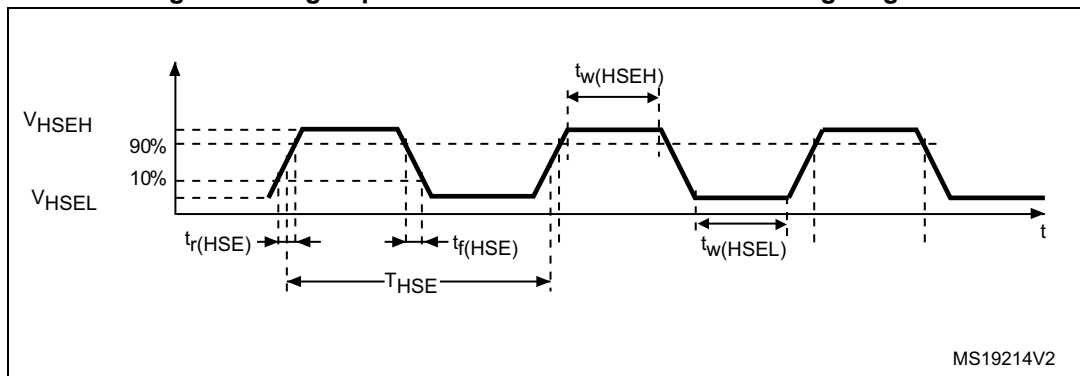 V_HSEH
90%
10%
V_HSEL
t_w(HSEH)
t_r(HSE)
t_f(HSE)
t_w(HSEL)
t
T_HSE
MS19214V2